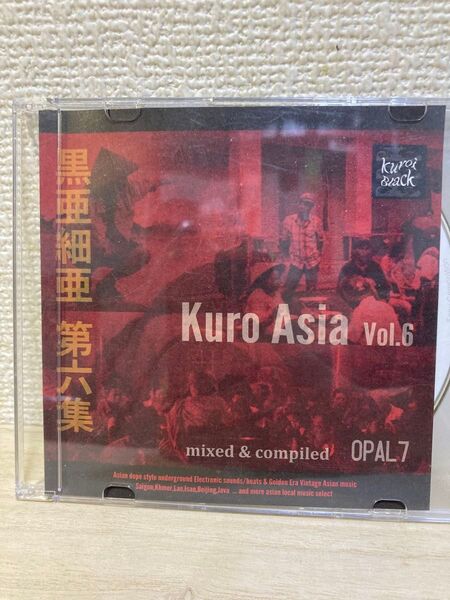 黒亜細亜 第六集
kuroi
black
Kuro Asia Vol.6
mixed & compiled OPAL7
Asian dope style underground Electronic sounds/beats & Golden Era Vintage Asian music
Saigon,Khmer,Lao,Isan,Beijing,Java ... and more asian local music select